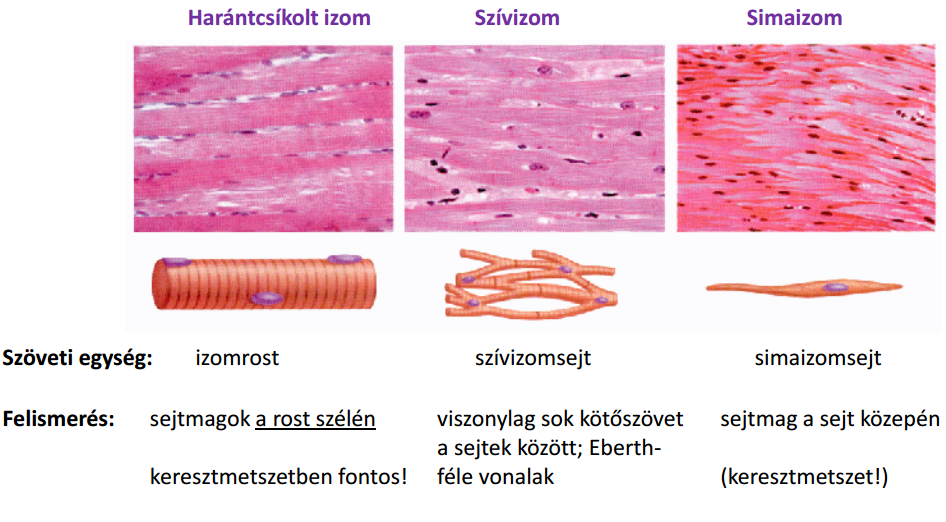 Harántcsíkolt izom Szívizom Simaizom
Szöveti egység: izomrost szívizomsejt simaizomsejt
Felismerés: sejtmagok a rost szélén
keresztmetszetben fontos!
viszonylag sok kötőszövet
a sejtek között; Eberth-
féle vonalak
sejtmag a sejt közepén
(keresztmetszet!)